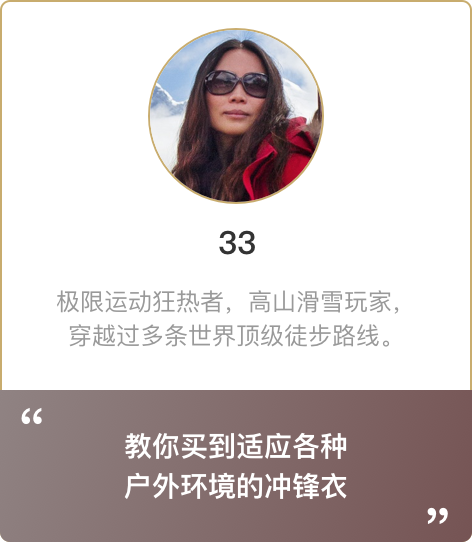 33
极限运动狂热者，高山滑雪玩家，
穿越过多条世界顶级徒步路线。
“
教你买到适应各种
户外环境的冲锋衣
”